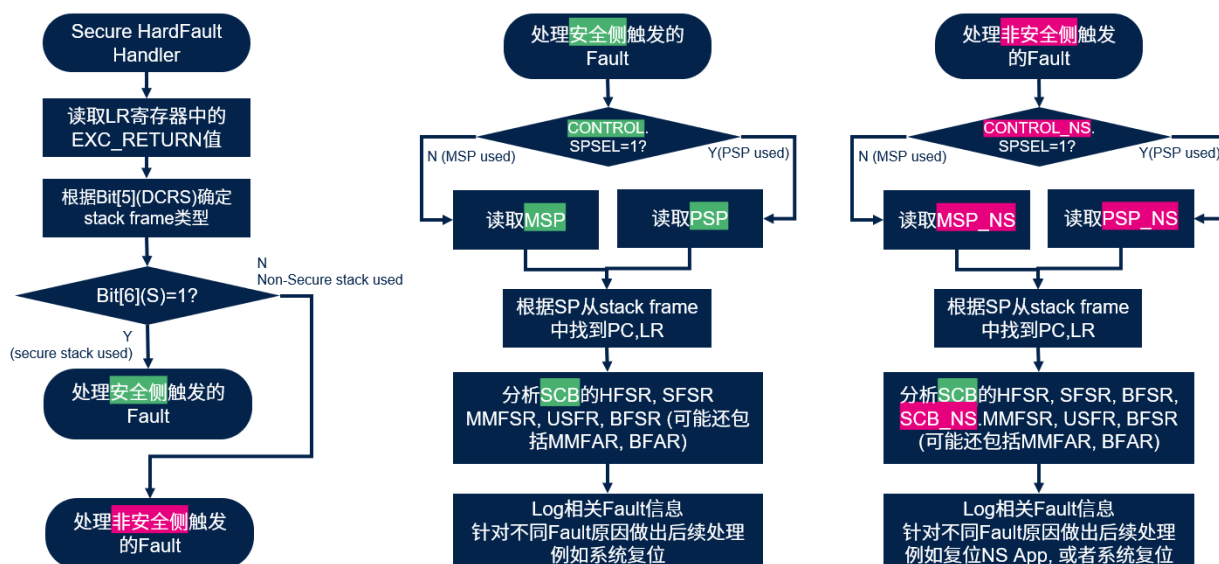 Secure HardFault
Handler
读取LR寄存器中的
EXC_RETURN值
根据Bit[5](DCRS)确定
stack frame类型
N
Non-Secure stack used
Bit[6](S)=1?
Y
(secure stack used)
处理安全侧触发的
Fault
处理非安全侧触发
的Fault
处理安全侧触发的
Fault
CONTROL.
SPSEL=1?
N (MSP used)
Y(PSP used)
读取MSP
读取PSP
根据SP从stack frame
中找到PC,LR
分析SCB的HFSR, SFSR
MMFSR, USFR, BFSR (可能还包
括MMFAR, BFAR)
Log相关Fault信息
针对不同Fault原因做出后续处理
例如系统复位
处理非安全侧触发
的Fault
CONTROL_NS.
SPSEL=1?
N (MSP used)
Y(PSP used)
读取MSP_NS
读取PSP_NS
根据SP从stack frame
中找到PC,LR
分析SCB的HFSR, SFSR, BFSR,
SCB_NS.MMFSR, USFR, BFSR
(可能还包括MMFAR, BFAR)
Log相关Fault信息
针对不同Fault原因做出后续处理
例如复位NS App, 或者系统复位